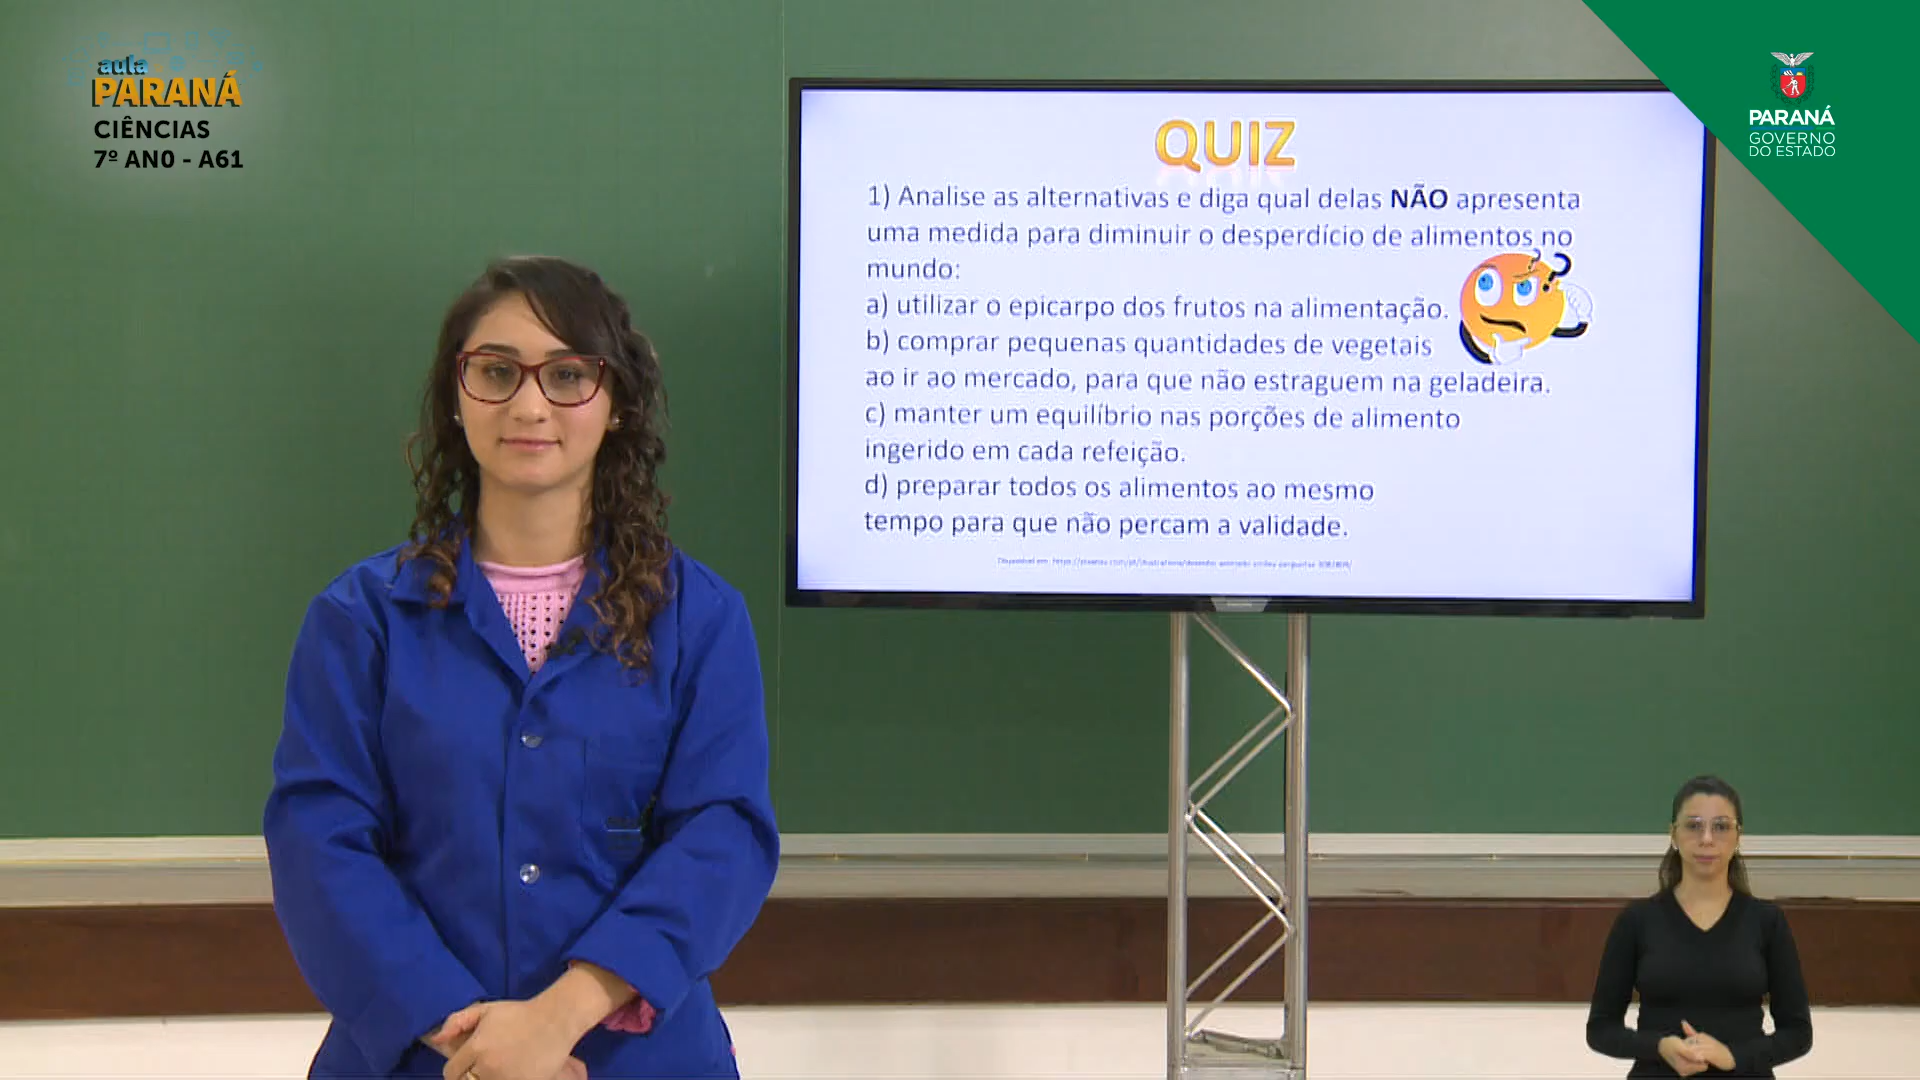 aula
PARANÁ
CIÊNCIAS
7º AN0 - A61
PARANÁ
GOVERNO
DO ESTADO
QUIZ
1) Analise as alternativas e diga qual delas NÃO apresenta
uma medida para diminuir o desperdício de alimentos no
mundo:
a) utilizar o epicarpo dos frutos na alimentação.
b) comprar pequenas quantidades de vegetais
ao ir ao mercado, para que não estraguem na geladeira.
c) manter um equilíbrio nas porções de alimento
ingerido em cada refeição.
d) preparar todos os alimentos ao mesmo
tempo para que não percam a validade.
Disponível em: